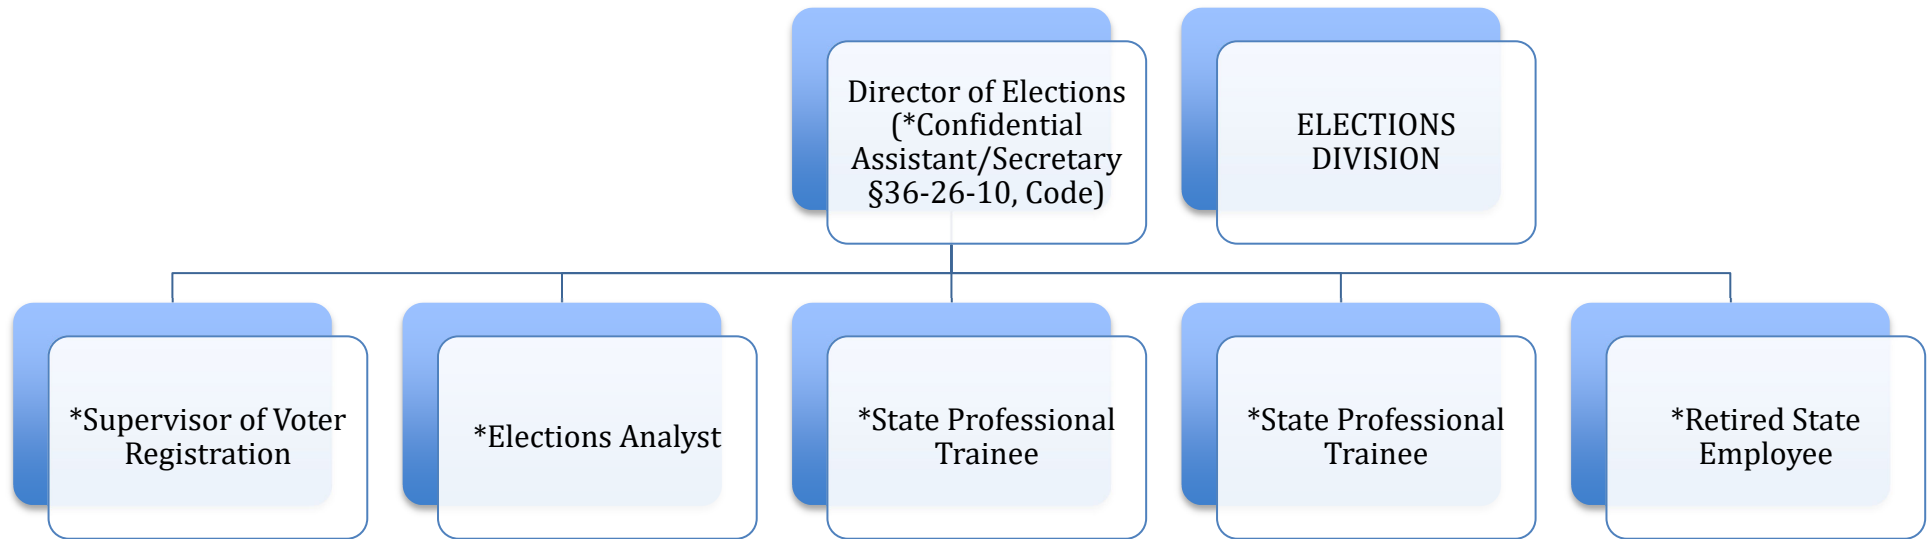 Director of Elections
(*Confidential
Assistant/Secretary
§36-26-10, Code)
ELECTIONS
DIVISION
*Supervisor of Voter
Registration
*Elections Analyst
*State Professional
Trainee
*State Professional
Trainee
*Retired State
Employee